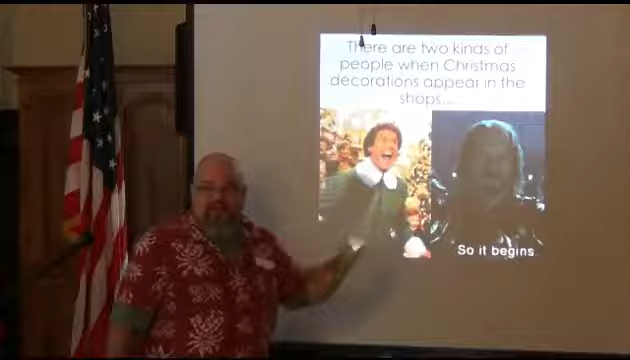 There are two kinds of
people when Christmas
decorations appear in the
shops...
So it begins.